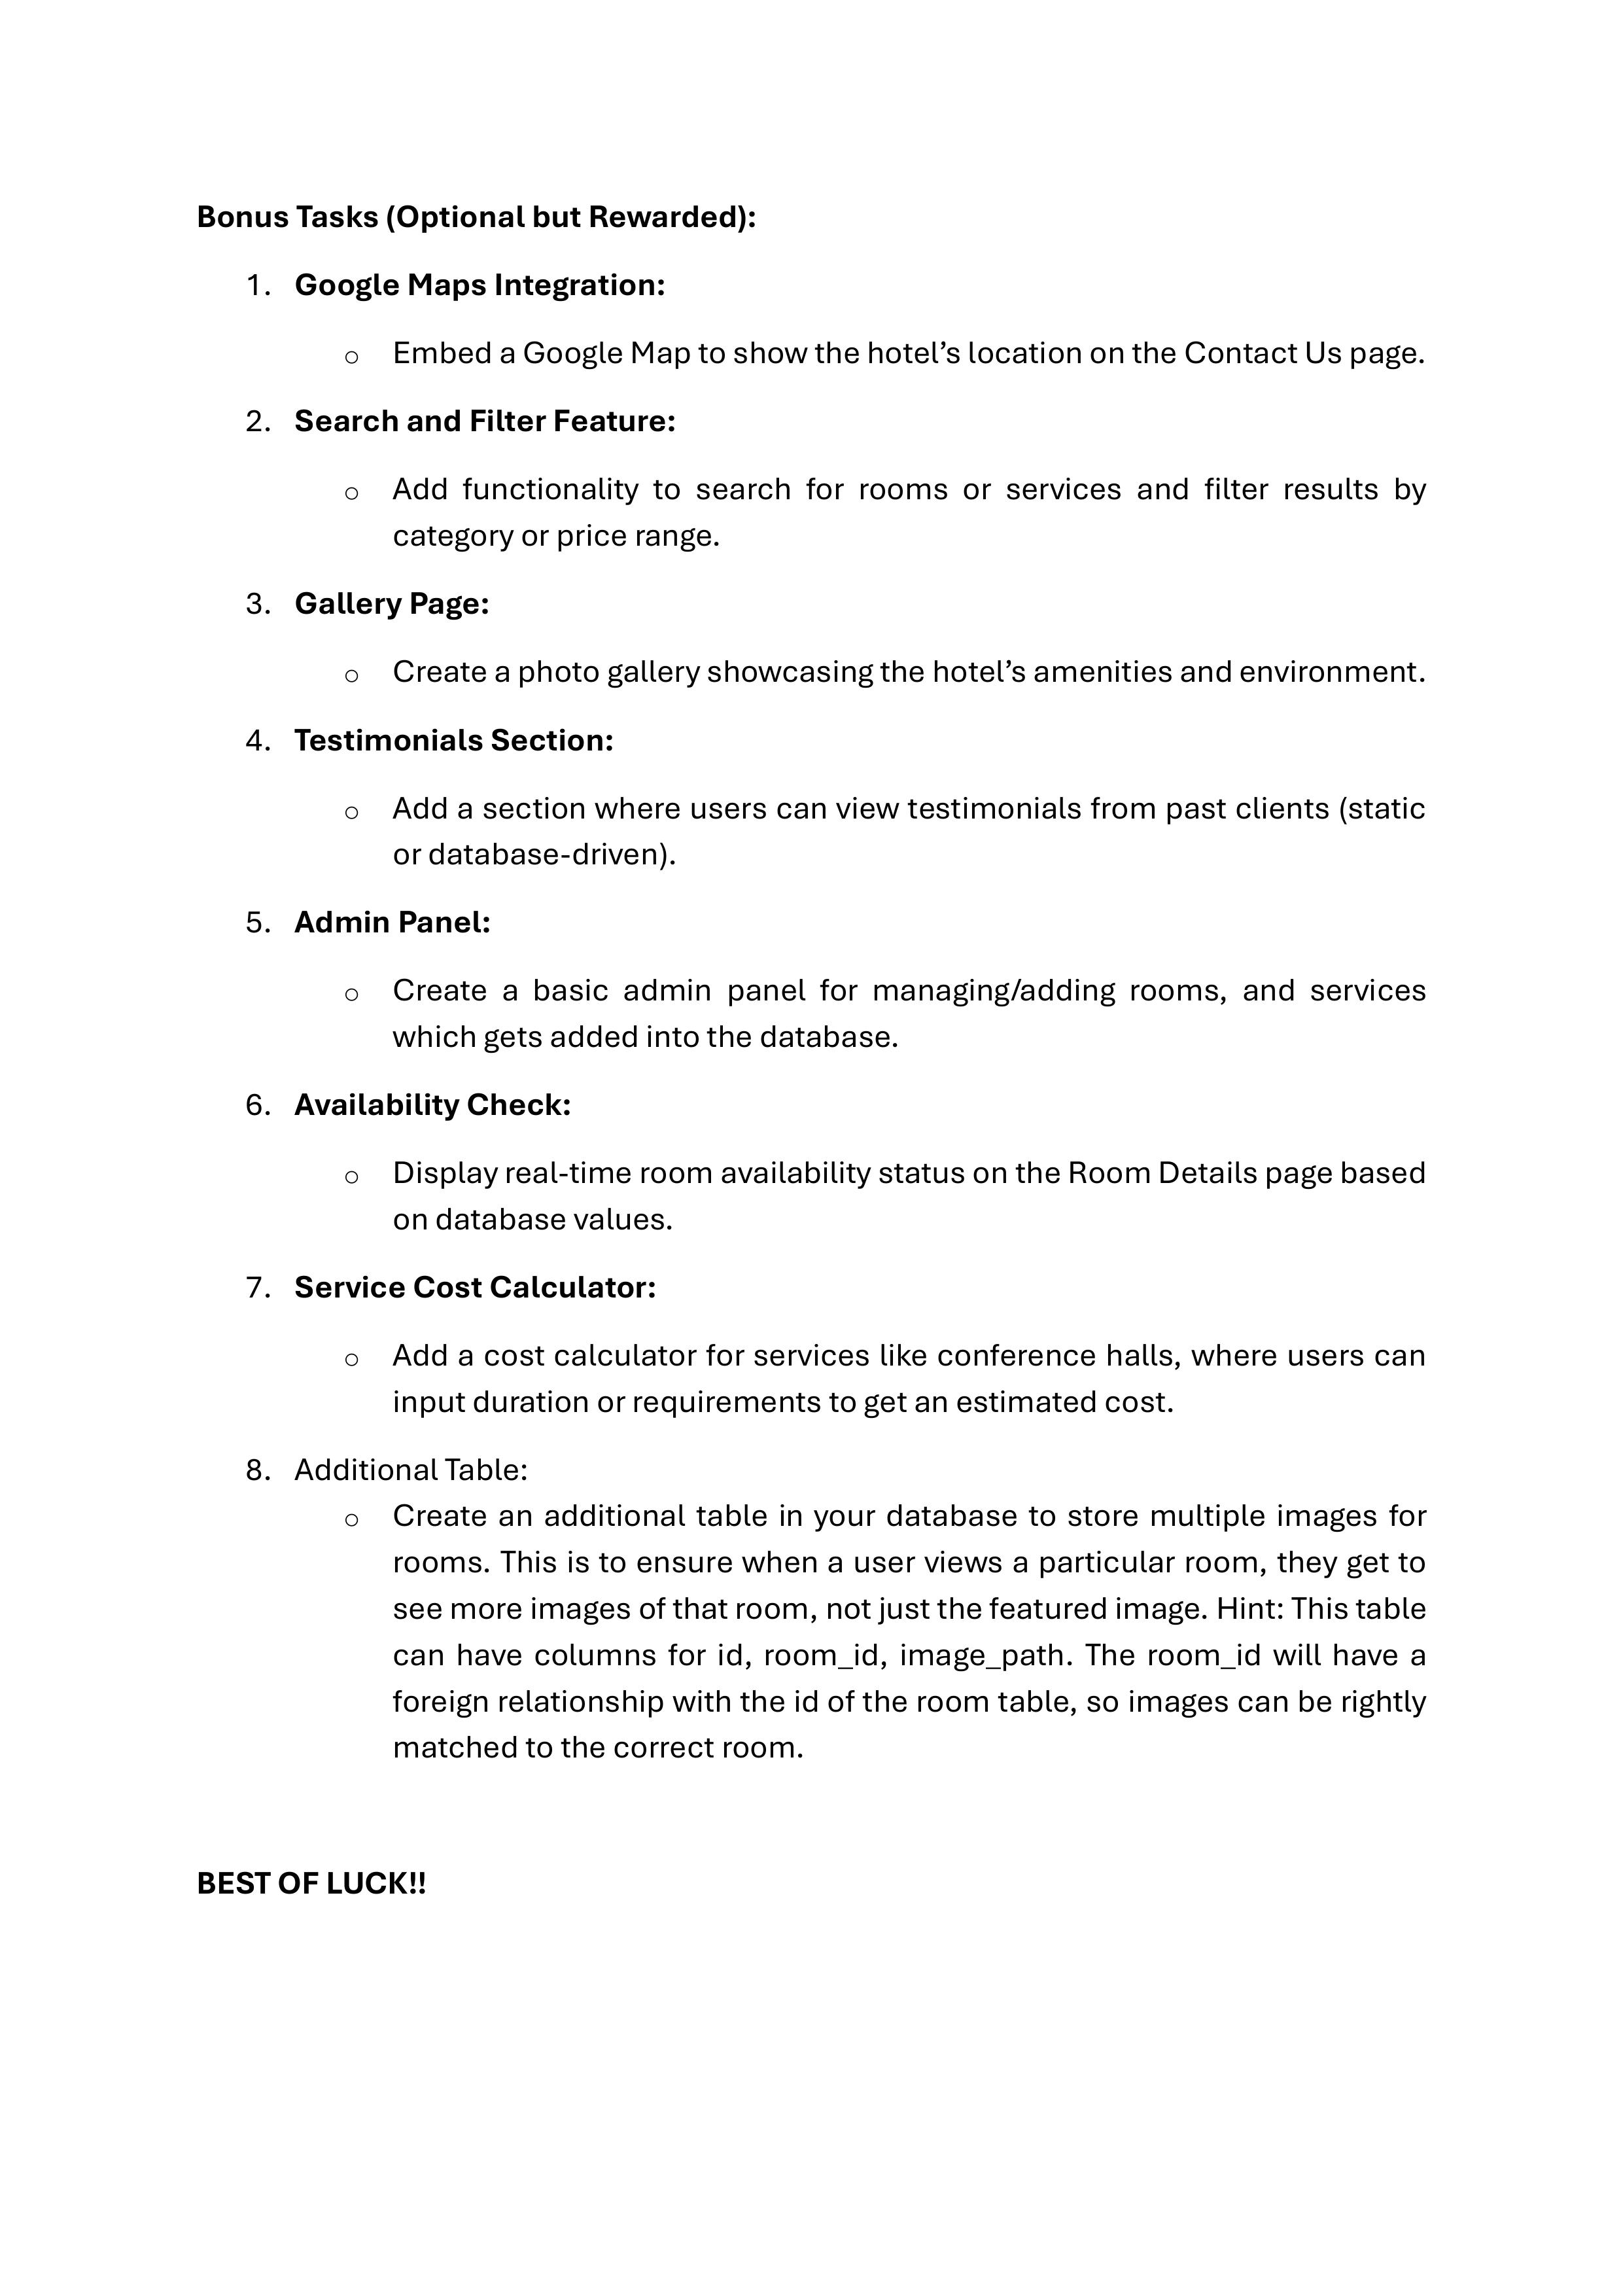 Bonus Tasks (Optional but Rewarded):
1. Google Maps Integration:
o Embed a Google Map to show the hotel’s location on the Contact Us page.
2. Search and Filter Feature:
o Add functionality to search for rooms or services and filter results by
category or price range.
3. Gallery Page:
o Create a photo gallery showcasing the hotel’s amenities and environment.
4. Testimonials Section:
o Add a section where users can view testimonials from past clients (static
or database-driven).
5. Admin Panel:
o Create a basic admin panel for managing/adding rooms, and services
which gets added into the database.
6. Availability Check:
o Display real-time room availability status on the Room Details page based
on database values.
7. Service Cost Calculator:
o Add a cost calculator for services like conference halls, where users can
input duration or requirements to get an estimated cost.
8. Additional Table:
o Create an additional table in your database to store multiple images for
rooms. This is to ensure when a user views a particular room, they get to
see more images of that room, not just the featured image. Hint: This table
can have columns for id, room_id, image_path. The room_id will have a
foreign relationship with the id of the room table, so images can be rightly
matched to the correct room.
BEST OF LUCK!!